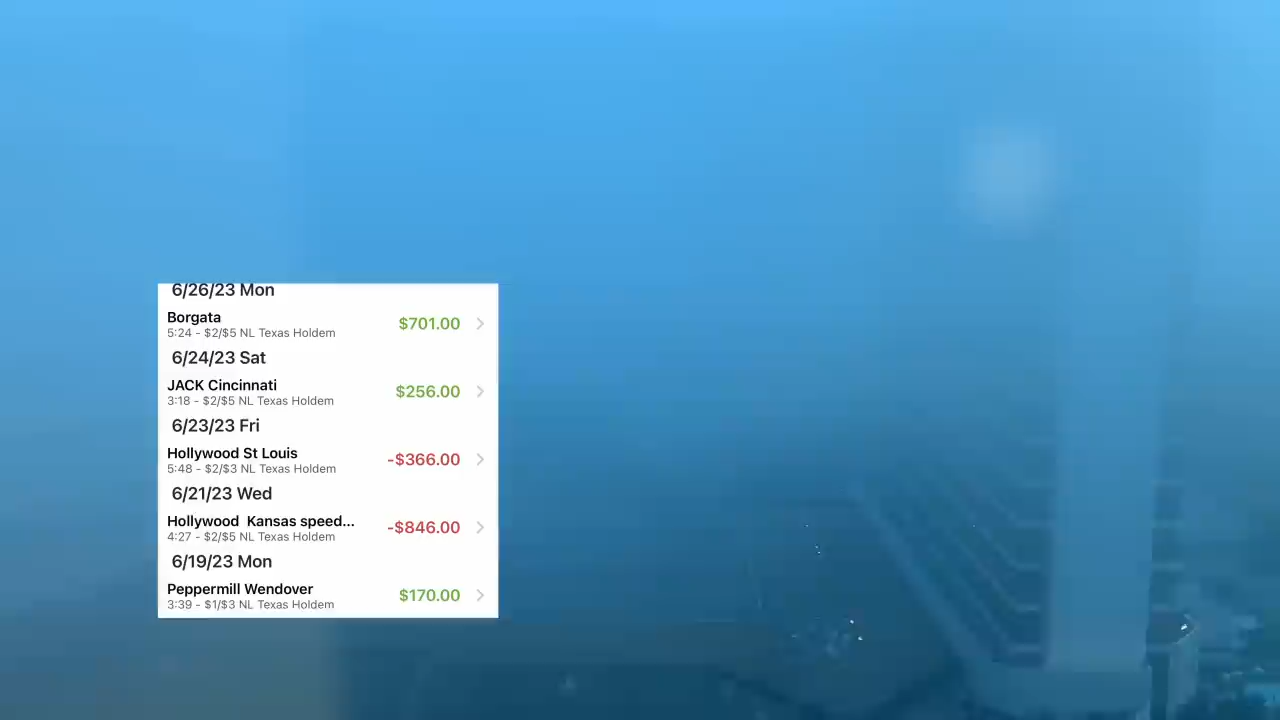 6/26/23 Mon
Borgata
$701.00
5:24 - $2/$5 NL Texas Holdem
6/24/23 Sat
JACK Cincinnati
$256.00
3:18 - $2/$5 NL Texas Holdem
6/23/23 Fri
Hollywood St Louis
-$366.00
5:48 - $2/$3 NL Texas Holdem
6/21/23 Wed
Hollywood Kansas speed...
-$846.00
4:27 - $2/$5 NL Texas Holdem
6/19/23 Mon
Peppermill Wendover
$170.00
3:39 - $1/$3 NL Texas Holdem